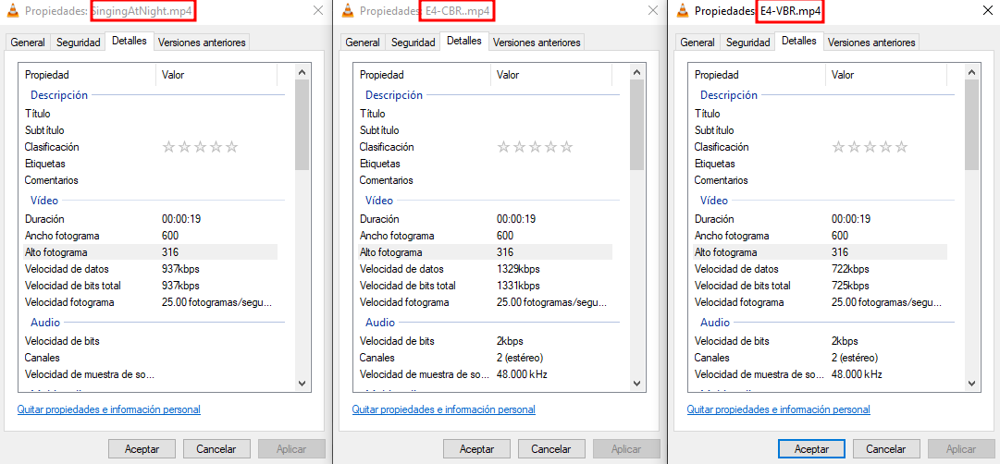 Propiedades: SingingAtNight.mp4
General Seguridad Detalles Versiones anteriores
Propiedad Valor
Descripción
Título
Subtítulo
Clasificación
Etiquetas
Comentarios
Vídeo
Duración 00:00:19
Ancho fotograma 600
Alto fotograma 316
Velocidad de datos 937kbps
Velocidad de bits total 937kbps
Velocidad fotograma 25.00 fotogramas/segu...
Audio
Velocidad de bits 2kbps
Canales 2 (estéreo)
Velocidad de muestra de so... 48.000 kHz
Quitar propiedades e información personal
Aceptar Cancelar Aplicar
Propiedades: E4-CBR..mp4
General Seguridad Detalles Versiones anteriores
Propiedad Valor
Descripción
Título
Subtítulo
Clasificación
Etiquetas
Comentarios
Vídeo
Duración 00:00:19
Ancho fotograma 600
Alto fotograma 316
Velocidad de datos 1329kbps
Velocidad de bits total 1331kbps
Velocidad fotograma 25.00 fotogramas/segu...
Audio
Velocidad de bits 2kbps
Canales 2 (estéreo)
Velocidad de muestra de so... 48.000 kHz
Quitar propiedades e información personal
Aceptar Cancelar Aplicar
Propiedades: E4-VBR.mp4
General Seguridad Detalles Versiones anteriores
Propiedad Valor
Descripción
Título
Subtítulo
Clasificación
Etiquetas
Comentarios
Vídeo
Duración 00:00:19
Ancho fotograma 600
Alto fotograma 316
Velocidad de datos 722kbps
Velocidad de bits total 725kbps
Velocidad fotograma 25.00 fotogramas/segu...
Audio
Velocidad de bits 2kbps
Canales 2 (estéreo)
Velocidad de muestra de so... 48.000 kHz
Quitar propiedades e información personal
Aceptar Cancelar Aplicar